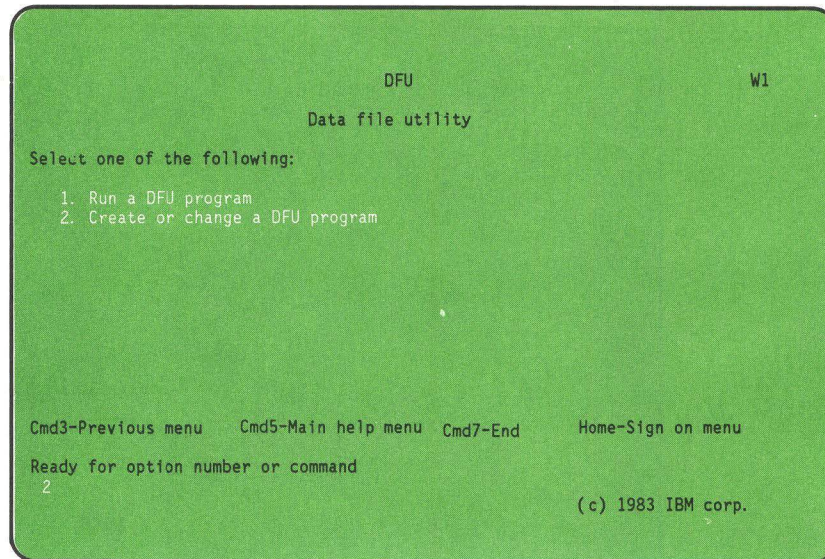 DFU W1
Data file utility
Select one of the following:
1. Run a DFU program
2. Create or change a DFU program
Cmd3-Previous menu Cmd5-Main help menu Cmd7-End Home-Sign on menu
Ready for option number or command
2
(c) 1983 IBM corp.